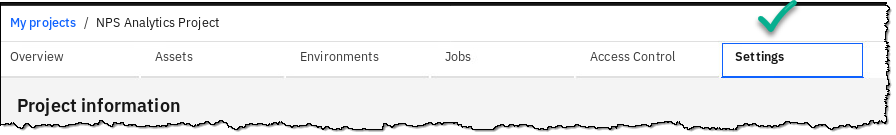 My projects / NPS Analytics Project
Overview Assets Environments Jobs Access Control Settings
Project information